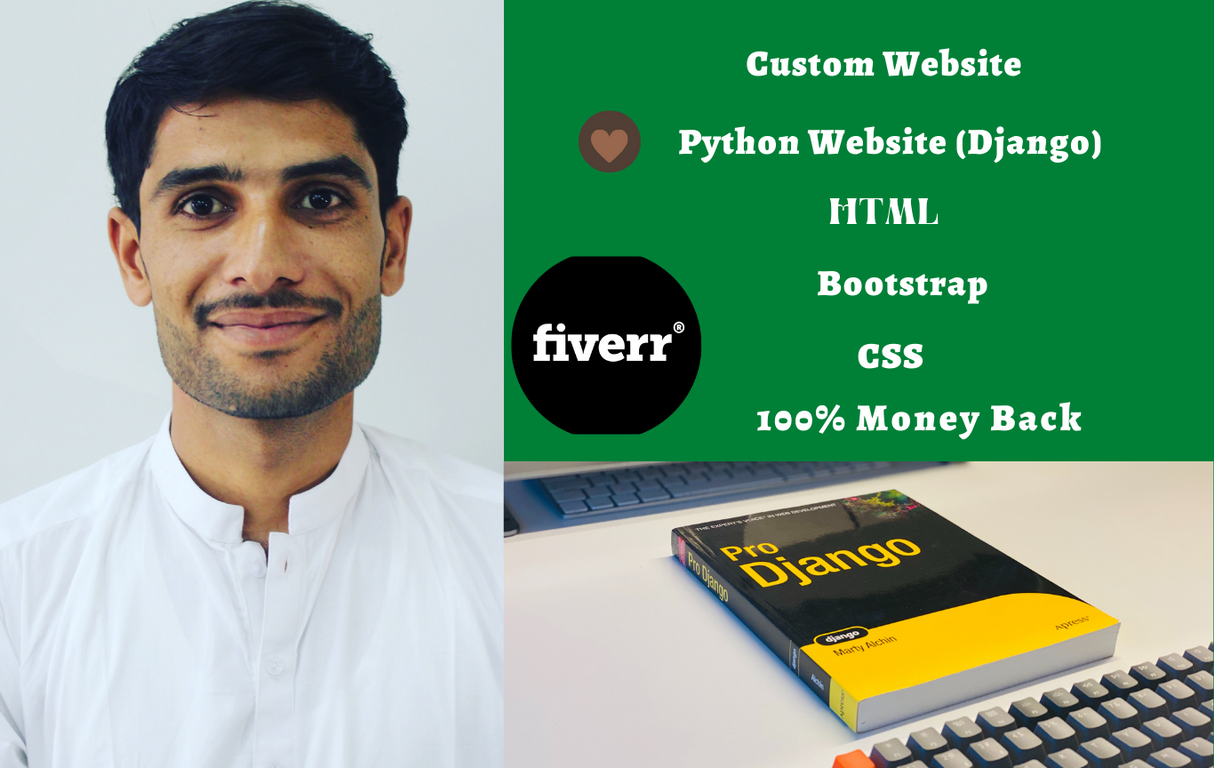 Custom Website
Python Website (Django)
HTML
Bootstrap
CSS
100% Money Back
fiverr®
THE EXPERT'S VOICE® IN WEB DEVELOPMENT
Pro
Django
Pro Django
django
Marty Alchin
Apress®
Alchin